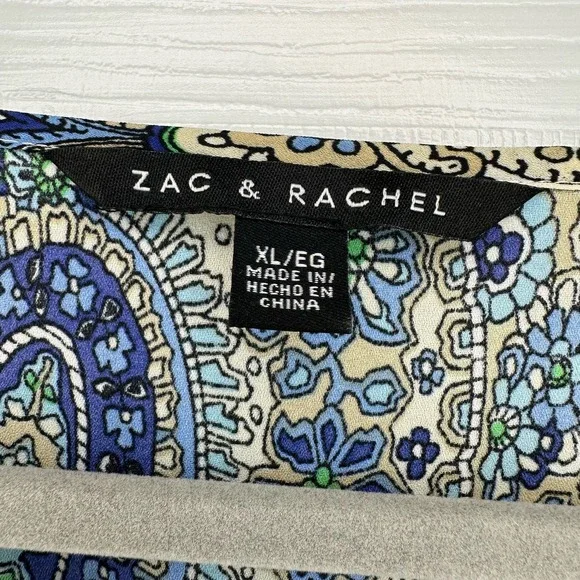 ZAC & RACHEL
XL/EG
MADE IN/
HECHO EN
CHINA